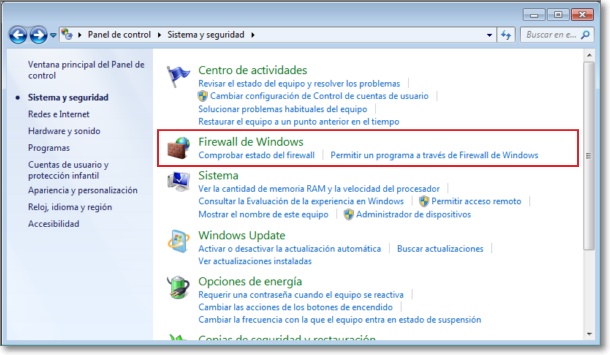 Panel de control ▸ Sistema y seguridad ▸
Buscar en e...
Ventana principal del Panel de
control
Sistema y seguridad
Redes e Internet
Hardware y sonido
Programas
Cuentas de usuario y
protección infantil
Apariencia y personalización
Reloj, idioma y región
Accesibilidad
Centro de actividades
Revisar el estado del equipo y resolver los problemas
Cambiar configuración de Control de cuentas de usuario
Solucionar problemas habituales del equipo
Restaurar el equipo a un punto anterior en el tiempo
Firewall de Windows
Comprobar estado del firewall | Permitir un programa a través de Firewall de Windows
Sistema
Ver la cantidad de memoria RAM y la velocidad del procesador
Consultar la Evaluación de la experiencia en Windows | Permitir acceso remoto
Mostrar el nombre de este equipo | Administrador de dispositivos
Windows Update
Activar o desactivar la actualización automática | Buscar actualizaciones
Ver actualizaciones instaladas
Opciones de energía
Requerir una contraseña cuando el equipo se reactiva
Cambiar las acciones de los botones de encendido
Cambiar la frecuencia con la que el equipo entra en estado de suspensión
Copias de seguridad y restauración